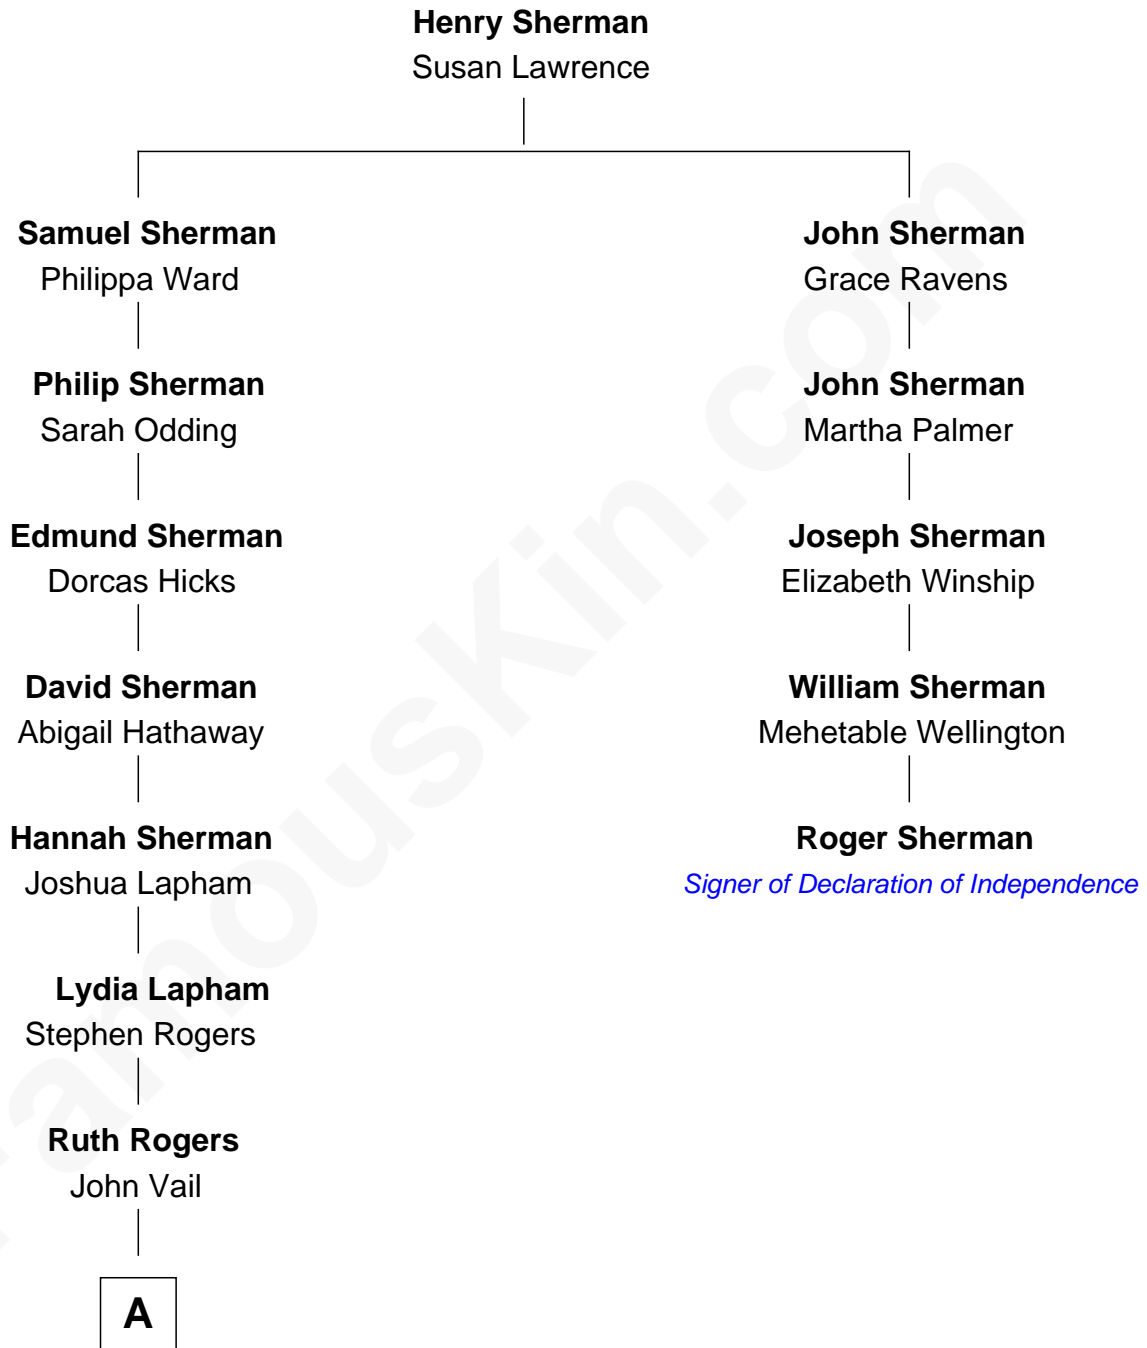 Henry Sherman
Susan Lawrence
Samuel Sherman
Philippa Ward
John Sherman
Grace Ravens
Philip Sherman
Sarah Odding
John Sherman
Martha Palmer
Edmund Sherman
Dorcas Hicks
Joseph Sherman
Elizabeth Winship
David Sherman
Abigail Hathaway
William Sherman
Mehetable Wellington
Hannah Sherman
Joshua Lapham
Roger Sherman
Signer of Declaration of Independence
Lydia Lapham
Stephen Rogers
Ruth Rogers
John Vail
A
FamousKin.com